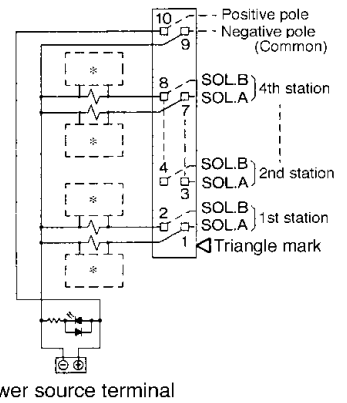 10 Positive pole
9 Negative pole
(Common)
*
8 SOL.B
7 SOL.A
4th station
*
4 SOL.B
3 SOL.A
2nd station
*
2 SOL.B
1 SOL.A
1st station
Triangle mark
*
⊖ ⊕
wer source terminal